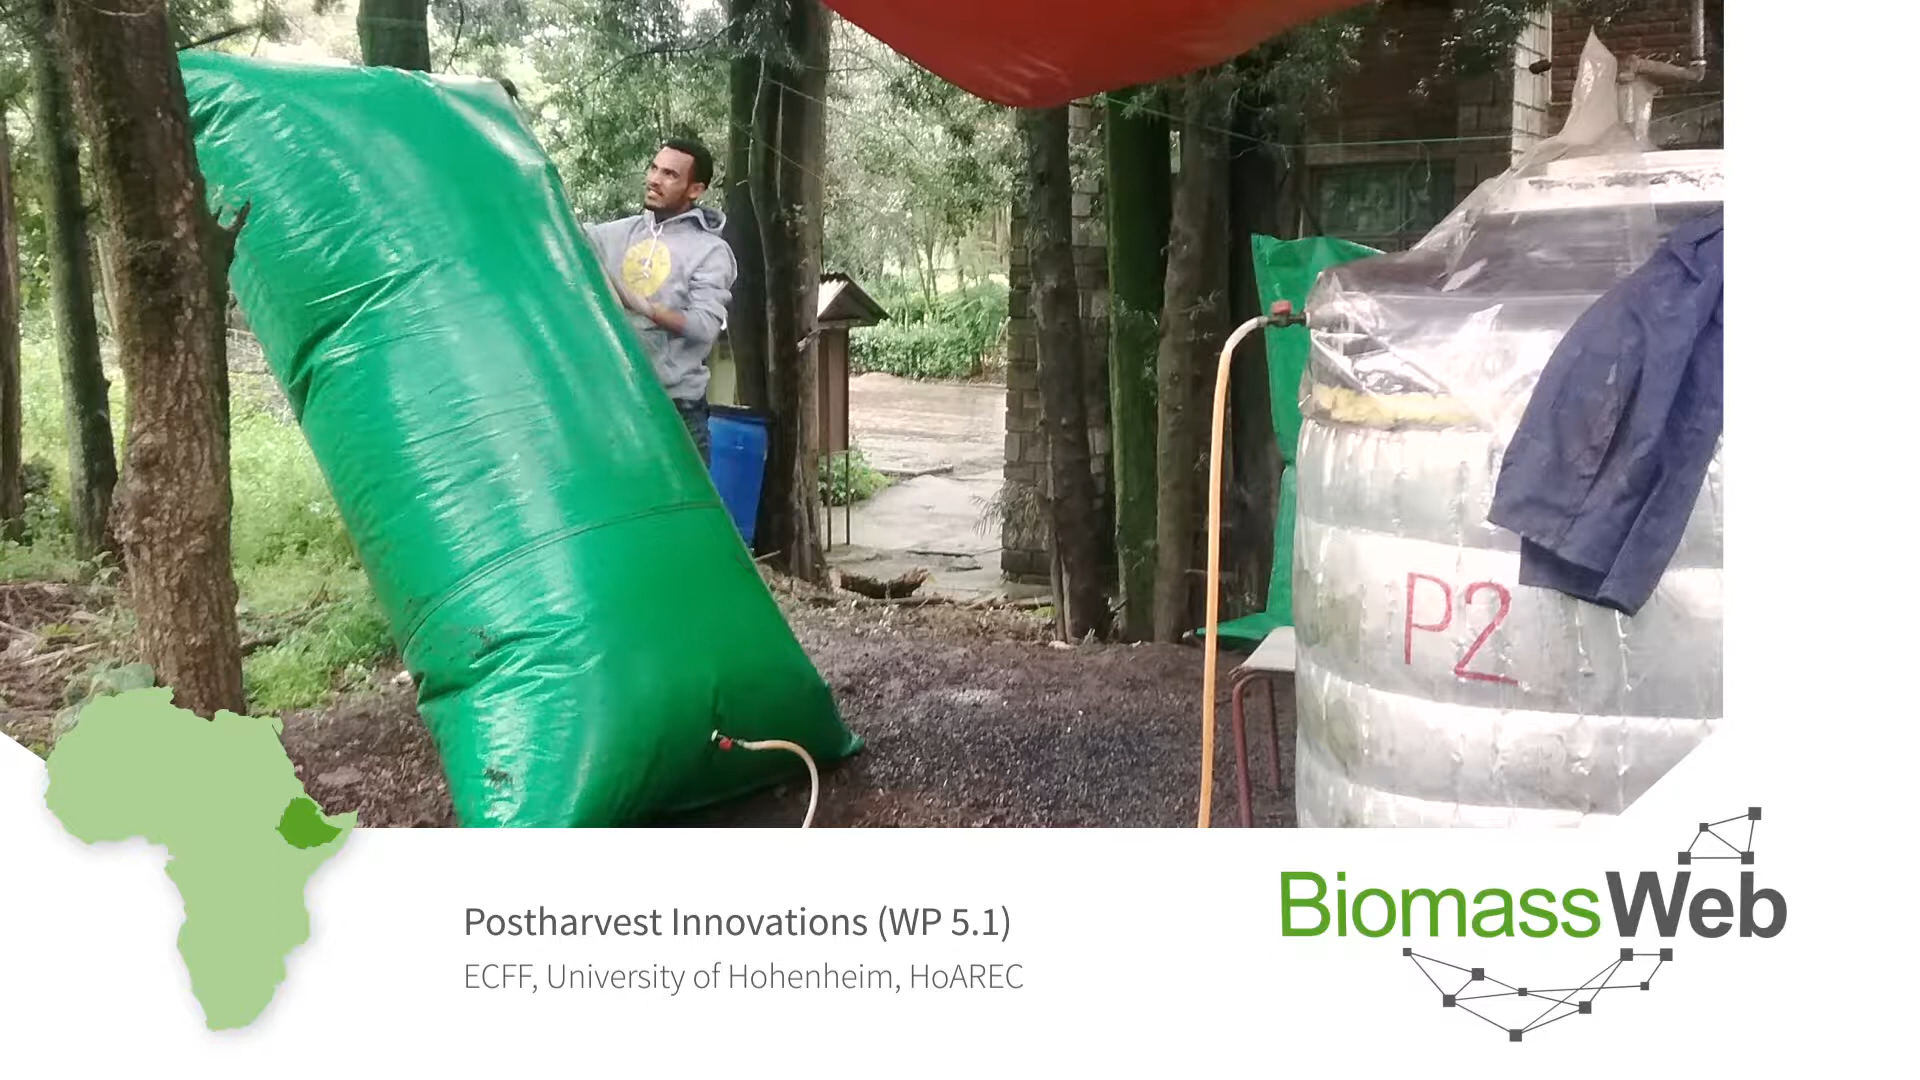 P2
Postharvest Innovations (WP 5.1)
ECFF, University of Hohenheim, HoAREC
BiomassWeb